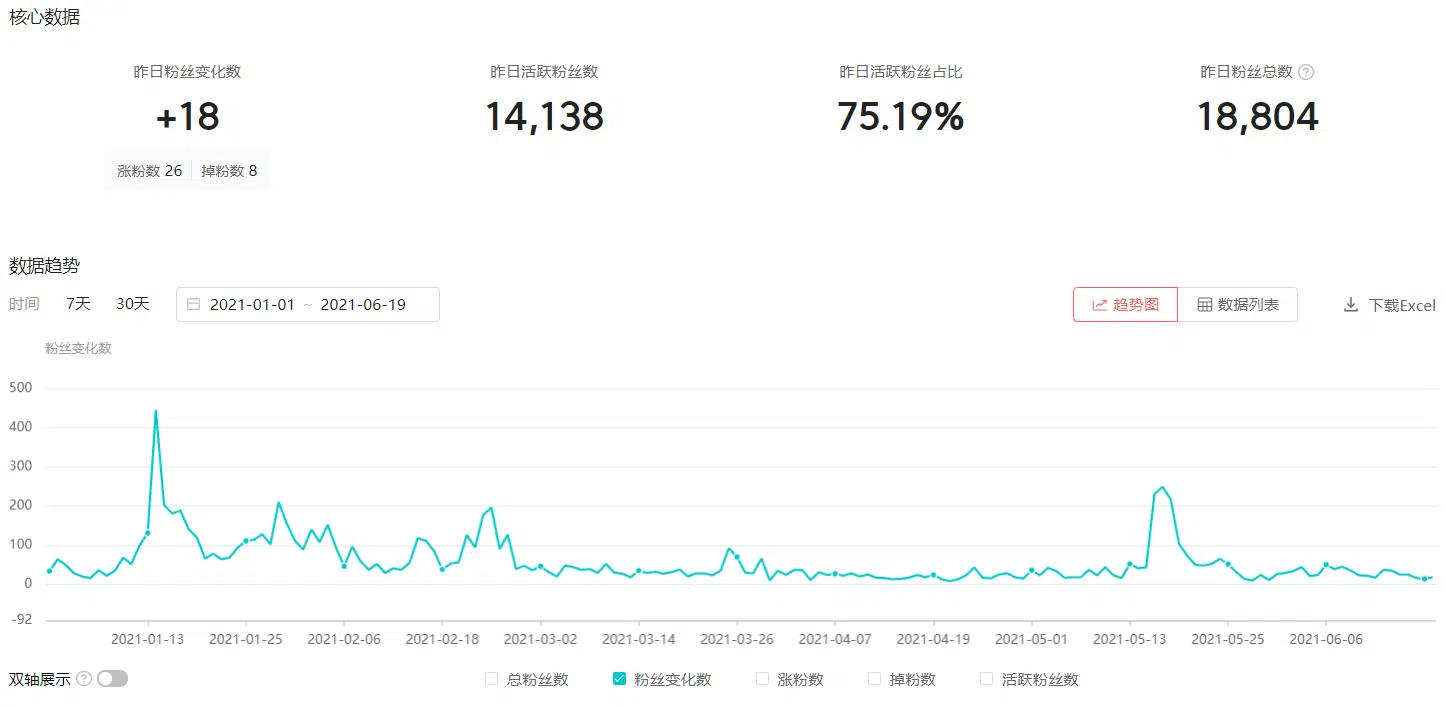 核心数据
昨日粉丝变化数 昨日活跃粉丝数 昨日活跃粉丝占比 昨日粉丝总数 ?
+18 14,138 75.19% 18,804
涨粉数 26 掉粉数 8
数据趋势
时间 7天 30天 2021-01-01 ~ 2021-06-19 趋势图 数据列表 下载Excel
粉丝变化数
500
400
300
200
100
0
-92
2021-01-13 2021-01-25 2021-02-06 2021-02-18 2021-03-02 2021-03-14 2021-03-26 2021-04-07 2021-04-19 2021-05-01 2021-05-13 2021-05-25 2021-06-06
双轴展示 ? 总粉丝数 粉丝变化数 涨粉数 掉粉数 活跃粉丝数